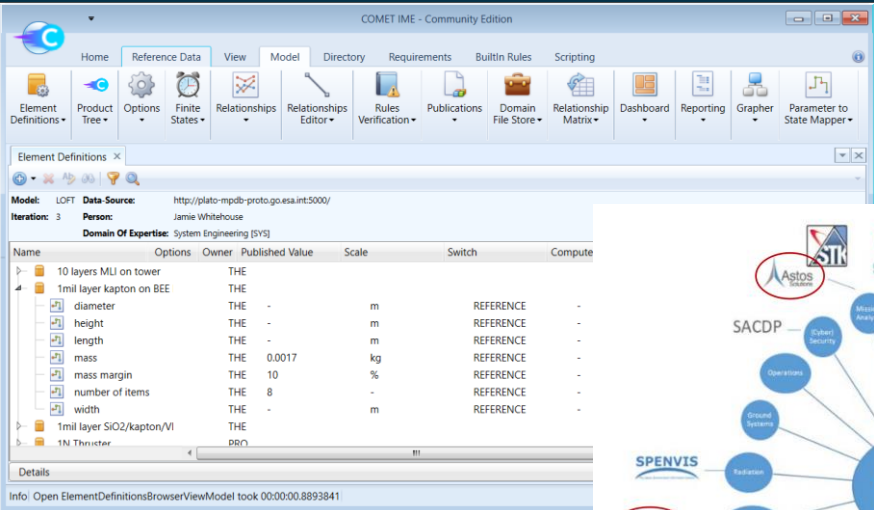 COMET IME - Community Edition
Home Reference Data View Model Directory Requirements BuiltIn Rules Scripting
Element Definitions Product Tree Options Finite States Relationships Relationships Editor Rules Verification Publications Domain File Store Relationship Matrix Dashboard Reporting Grapher Parameter to State Mapper
Element Definitions
Model: LOFT Data-Source: http://plato-mpdb-proto.go.esa.int:5000/
Iteration: 3 Person: Jamie Whitehouse
Domain Of Expertise: System Engineering [SYS]
Name Options Owner Published Value Scale Switch Compute
10 layers MLI on tower THE
1mil layer kapton on BEE THE
diameter THE - m REFERENCE -
height THE - m REFERENCE -
length THE - m REFERENCE -
mass THE 0.0017 kg REFERENCE -
mass margin THE 10 % REFERENCE -
number of items THE 8 - REFERENCE -
width THE - m REFERENCE -
1mil layer SiO2/kapton/VI THE
1N Thruster PRO
Details
Info Open ElementDefinitionsBrowserViewModel took 00:00:00.8893841
STK
Astos
Solutions
SACDP
(Cyber) Security
Operations
Ground Systems
SPENVIS
Radiation